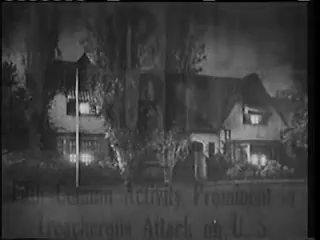 Fifth Column Activity Prominent in
Treacherous Attack on U. S.